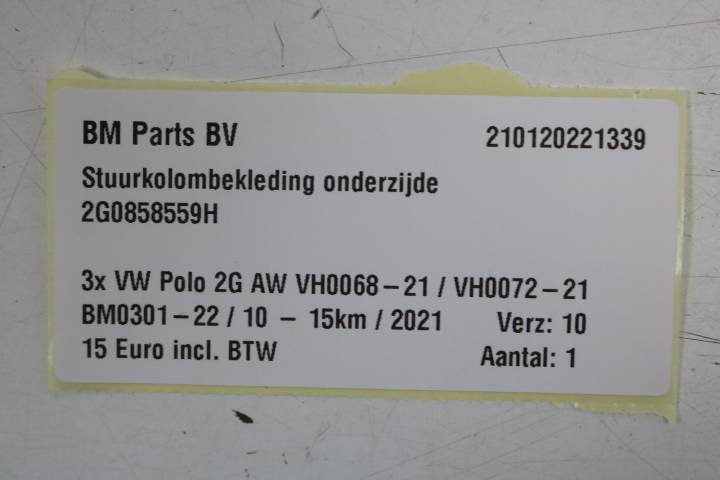 BM Parts BV 210120221339
Stuurkolombekleding onderzijde
2G0858559H
3x VW Polo 2G AW VH0068-21 / VH0072-21
BM0301-22 / 10 - 15km / 2021 Verz: 10
15 Euro incl. BTW Aantal: 1